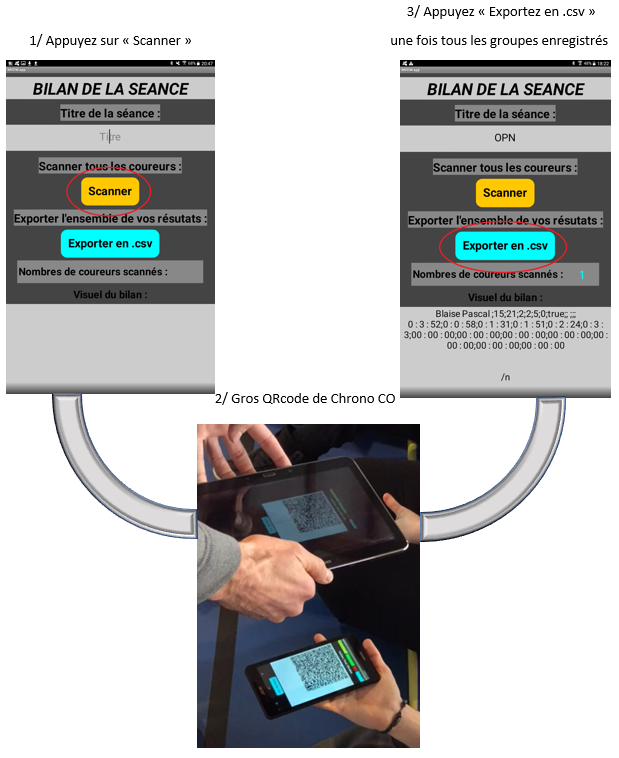 3/ Appuyez « Exportez en .csv »
1/ Appuyez sur « Scanner »
une fois tous les groupes enregistrés
68% 20:47
BILAN DE LA SEANCE
Titre de la séance :
Titre
Scanner tous les coureurs :
Scanner
Exporter l'ensemble de vos résutats :
Exporter en .csv
Nombres de coureurs scannés :
Visuel du bilan :
68% 18:22
BILAN DE LA SEANCE
Titre de la séance :
OPN
Scanner tous les coureurs :
Scanner
Exporter l'ensemble de vos résutats :
Exporter en .csv
Nombres de coureurs scannés : 1
Visuel du bilan :
Blaise Pascal ;15;21;2;2;5;0;true;; ;;;
0 : 3 : 52;0 : 0 : 58;0 : 1 : 31;0 : 1 : 51;0 : 2 : 24;0 : 3 :
3;00 : 00 : 00;00 : 00 : 00;00 : 00 : 00;00 : 00 : 00;00 :
00 : 00;00 : 00 : 00;00 : 00 : 00
/n
2/ Gros QRcode de Chrono CO